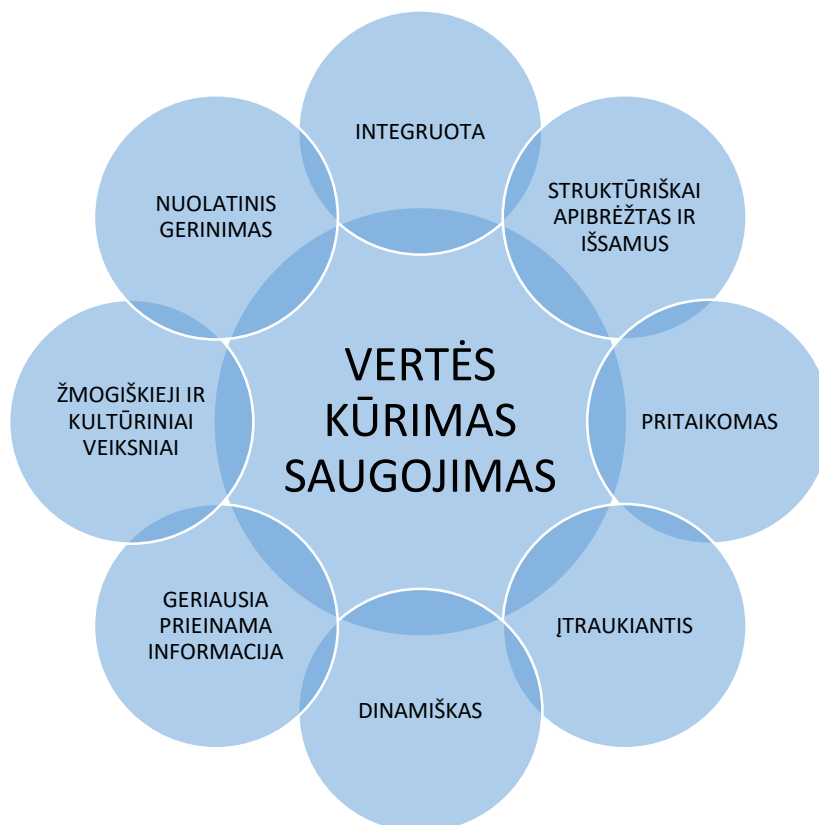 INTEGRUOTA
STRUKTŪRIŠKAI
APIBRĖŽTAS IR
IŠSAMUS
PRITAIKOMAS
ĮTRAUKIANTIS
DINAMIŠKAS
GERIAUSIA
PRIEINAMA
INFORMACIJA
ŽMOGIŠKIEJI IR
KULTŪRINIAI
VEIKSNIAI
NUOLATINIS
GERINIMAS
VERTĖS
KŪRIMAS
SAUGOJIMAS